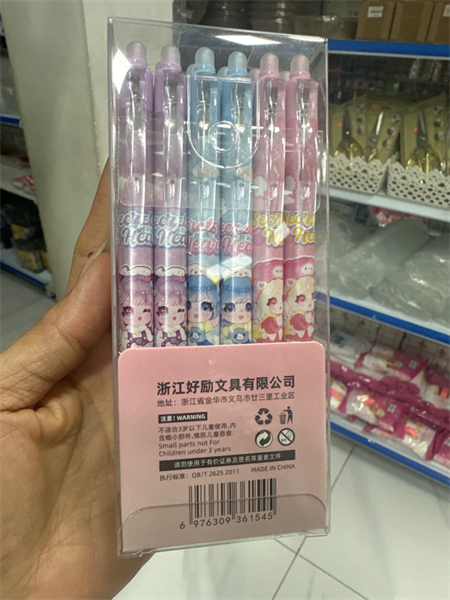 浙江好励文具有限公司
地址：浙江省金华市义乌市廿三里工业区
注意! WARNING
不适合3岁以下儿童使用，内
含细小部件，慎防儿童吞食.
Small parts not For
Children under 3 years
请勿使用于有价证券及签名等重要文件
执行标准：QB/T 2625 2011
MADE IN CHINA
6 976309 361545